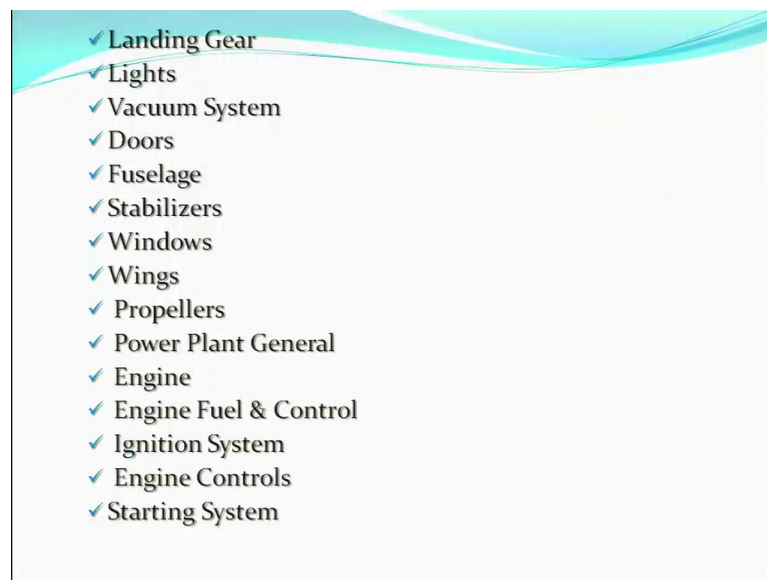 Landing Gear
Lights
Vacuum System
Doors
Fuselage
Stabilizers
Windows
Wings
Propellers
Power Plant General
Engine
Engine Fuel & Control
Ignition System
Engine Controls
Starting System